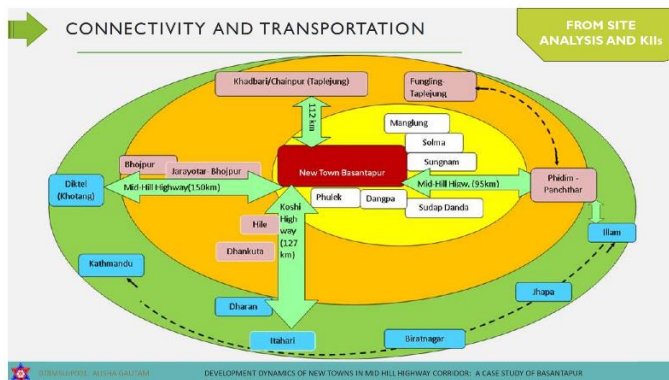 CONNECTIVITY AND TRANSPORTATION
FROM SITE
ANALYSIS AND KIIs
Khadbari/Chainpur (Taplejung)
Fungling-
Taplejung
112 km
Manglung
Solma
Sungnam
New Town Basantapur
Bhojpur
Jarayotar- Bhojpur
Mid-Hill Highway(150km)
Diktel
(Khotang)
Mid-Hill Higw. (95km)
Phidim -
Panchthar
Phulek
Dangpa
Sudap Danda
Koshi
High
way
(127
km)
Hile
Dhankuta
Illam
Kathmandu
Jhapa
Dharan
Itahari
Biratnagar
DEVELOPMENT DYNAMICS OF NEW TOWNS IN MID HILL HIGHWAY CORRIDOR: A CASE STUDY OF BASANTAPUR